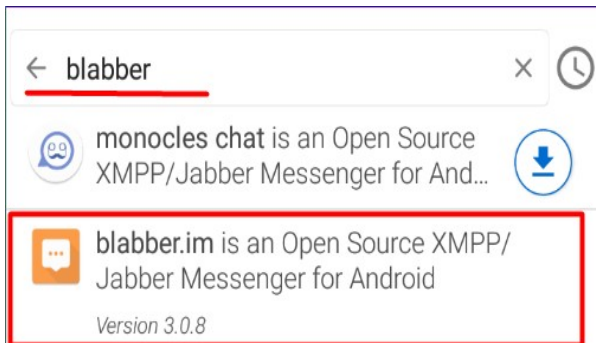 blabber
monocles chat is an Open Source
XMPP/Jabber Messenger for And...
blabber.im is an Open Source XMPP/
Jabber Messenger for Android
Version 3.0.8